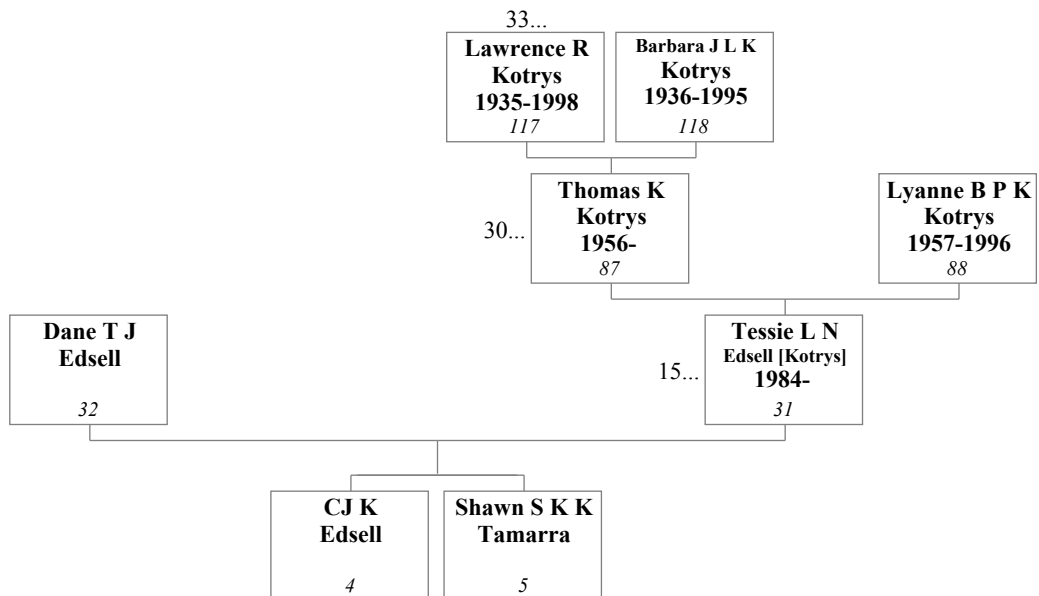 33...
Lawrence R
Kotrys
1935-1998
117
Barbara J L K
Kotrys
1936-1995
118
30...
Thomas K
Kotrys
1956-
87
Lyanne B P K
Kotrys
1957-1996
88
Dane T J
Edsell
32
15...
Tessie L N
Edsell [Kotrys]
1984-
31
CJ K
Edsell
4
Shawn S K K
Tamarra
5